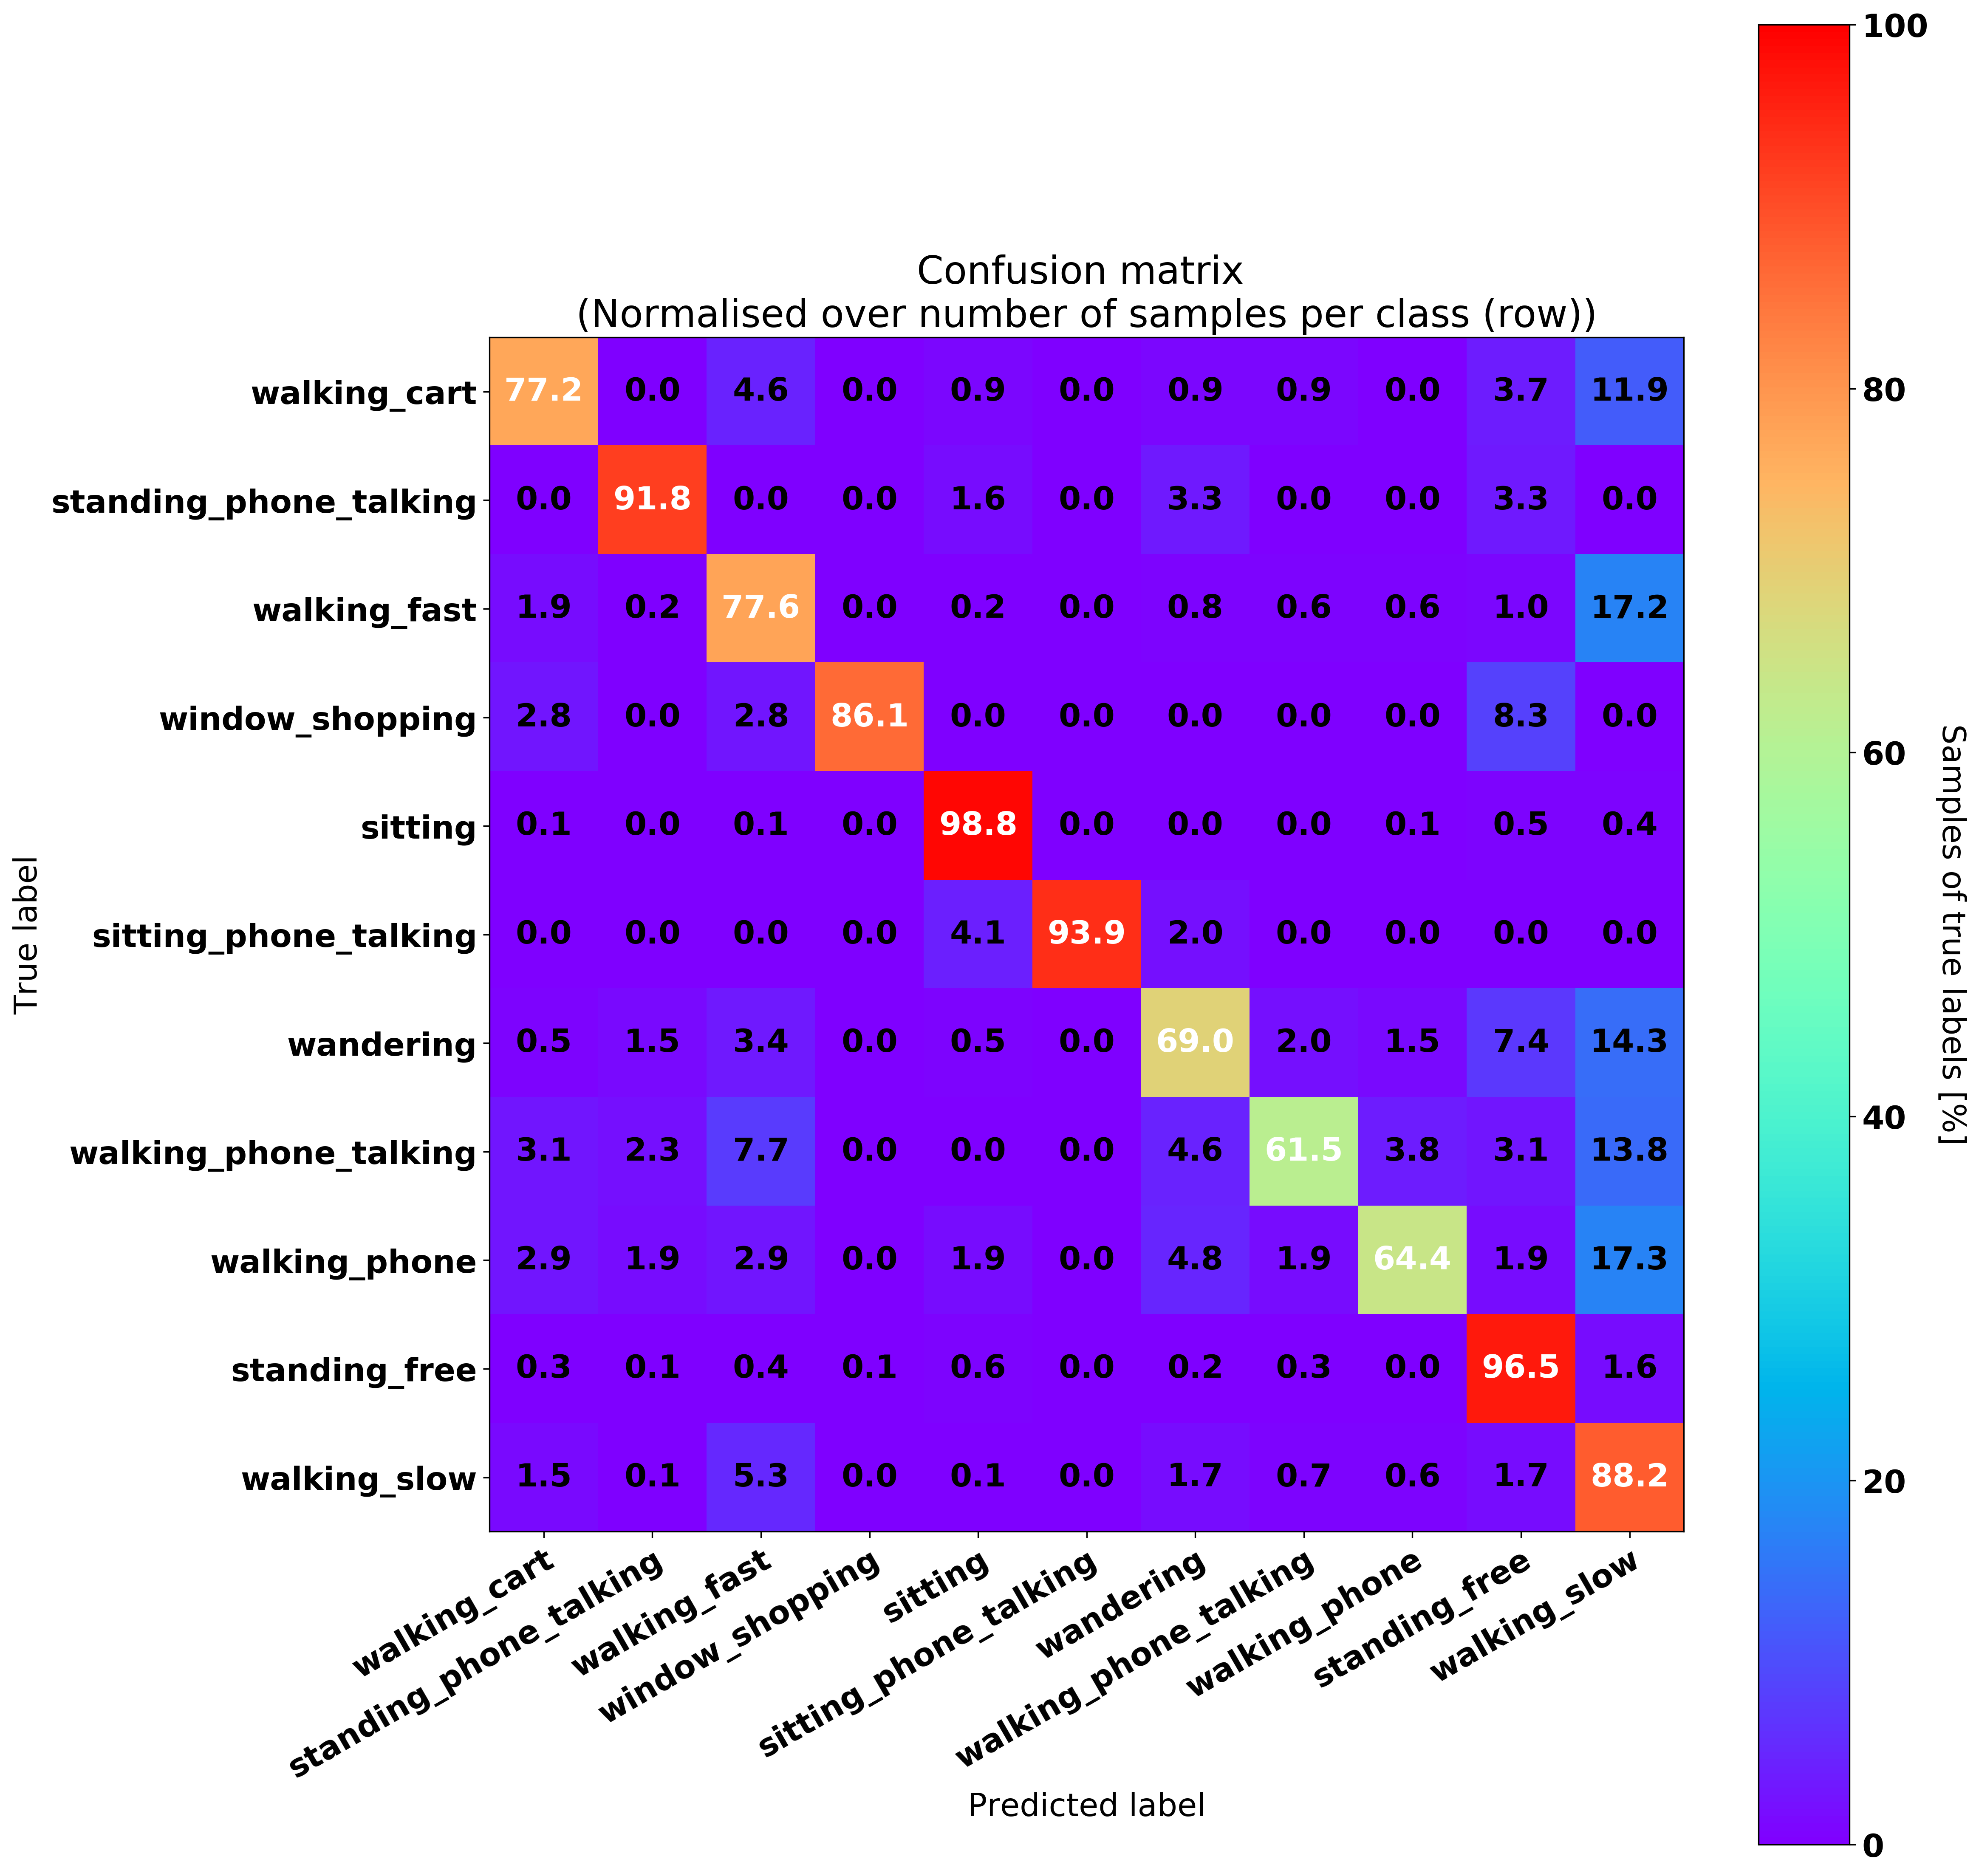 100
Confusion matrix
(Normalised over number of samples per class (row))
walking_cart 77.2 0.0 4.6 0.0 0.9 0.0 0.9 0.9 0.0 3.7 11.9
80
standing_phone_talking 0.0 91.8 0.0 0.0 1.6 0.0 3.3 0.0 0.0 3.3 0.0
walking_fast 1.9 0.2 77.6 0.0 0.2 0.0 0.8 0.6 0.6 1.0 17.2
window_shopping 2.8 0.0 2.8 86.1 0.0 0.0 0.0 0.0 0.0 8.3 0.0
60
sitting 0.1 0.0 0.1 0.0 98.8 0.0 0.0 0.0 0.1 0.5 0.4
sitting_phone_talking 0.0 0.0 0.0 0.0 4.1 93.9 2.0 0.0 0.0 0.0 0.0
True label
Samples of true labels [%]
wandering 0.5 1.5 3.4 0.0 0.5 0.0 69.0 2.0 1.5 7.4 14.3
40
walking_phone_talking 3.1 2.3 7.7 0.0 0.0 0.0 4.6 61.5 3.8 3.1 13.8
walking_phone 2.9 1.9 2.9 0.0 1.9 0.0 4.8 1.9 64.4 1.9 17.3
standing_free 0.3 0.1 0.4 0.1 0.6 0.0 0.2 0.3 0.0 96.5 1.6
walking_slow 1.5 0.1 5.3 0.0 0.1 0.0 1.7 0.7 0.6 1.7 88.2
20
walking_cart
standing_phone_talking
walking_fast
window_shopping
sitting
sitting_phone_talking
wandering
walking_phone_talking
walking_phone
standing_free
walking_slow
Predicted label
0